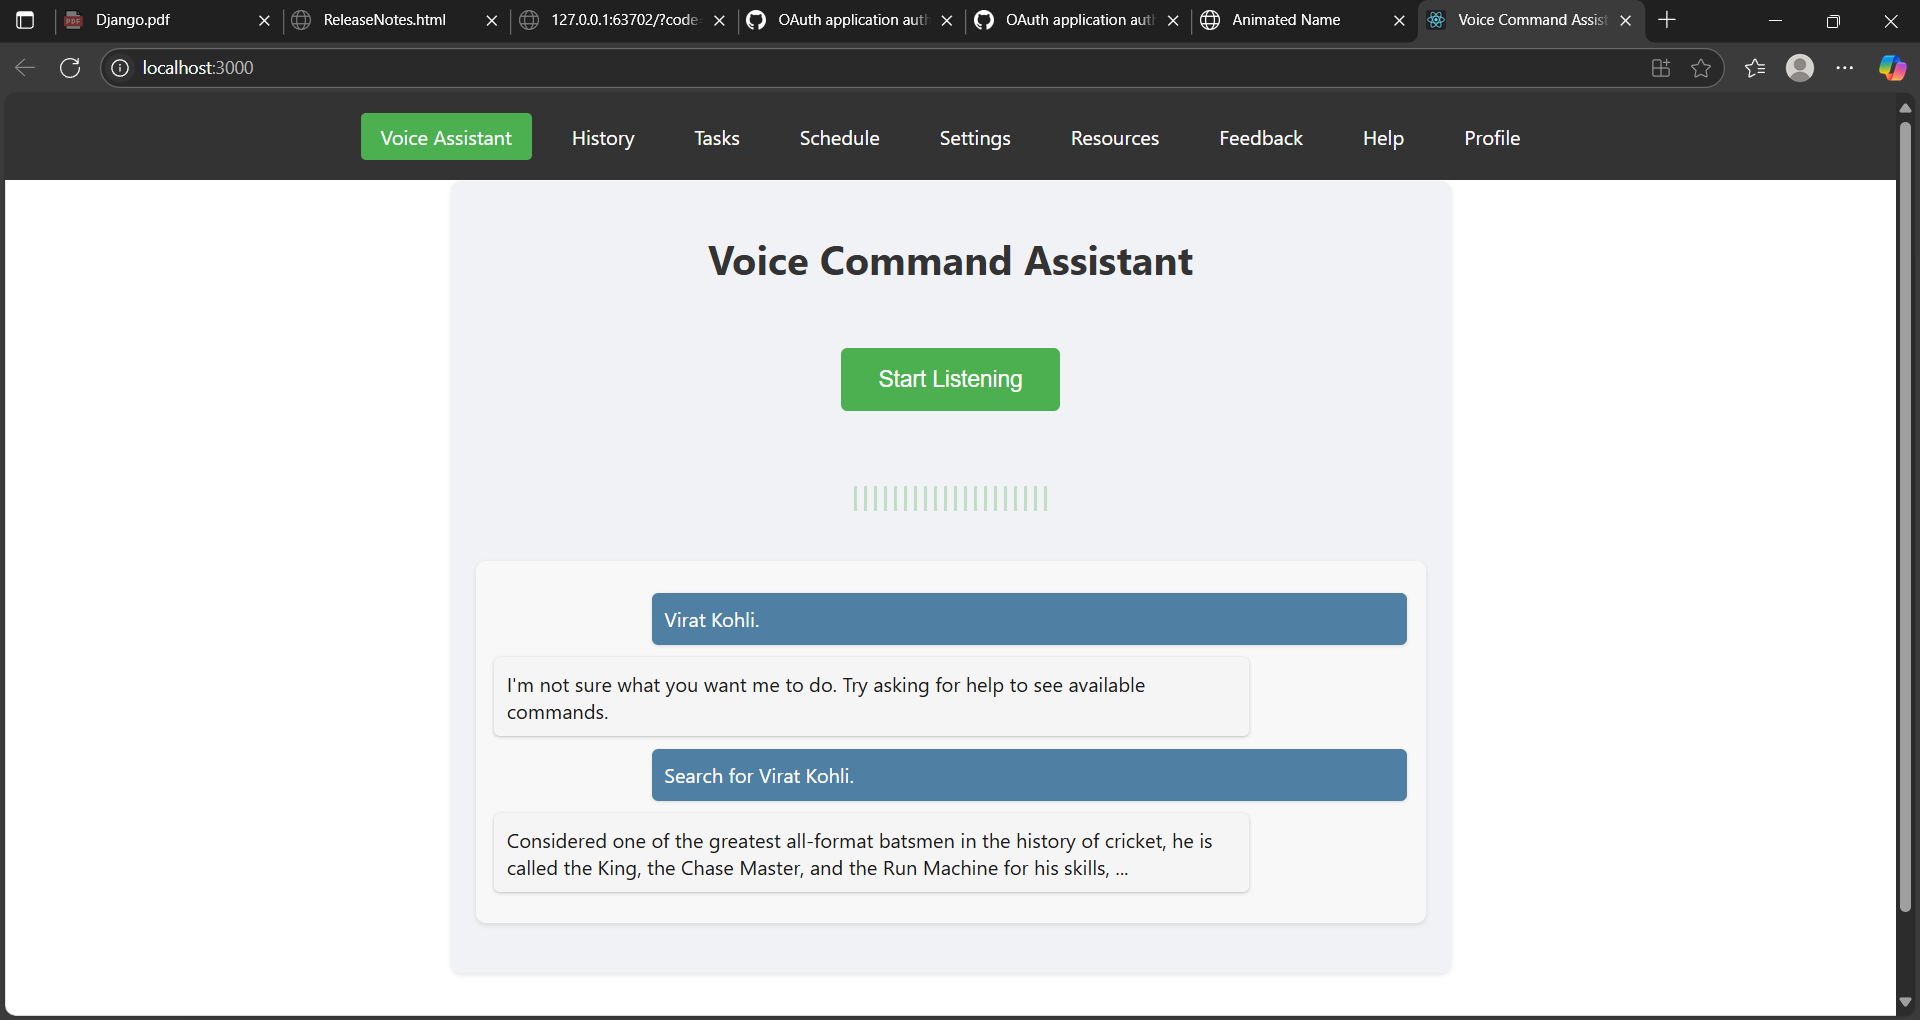 Django.pdf
ReleaseNotes.html
127.0.0.1:63702/?code
OAuth application auth
OAuth application auth
Animated Name
Voice Command Assist
localhost:3000
Voice Assistant
History
Tasks
Schedule
Settings
Resources
Feedback
Help
Profile
Voice Command Assistant
Start Listening
Virat Kohli.
I'm not sure what you want me to do. Try asking for help to see available
commands.
Search for Virat Kohli.
Considered one of the greatest all-format batsmen in the history of cricket, he is
called the King, the Chase Master, and the Run Machine for his skills, ...